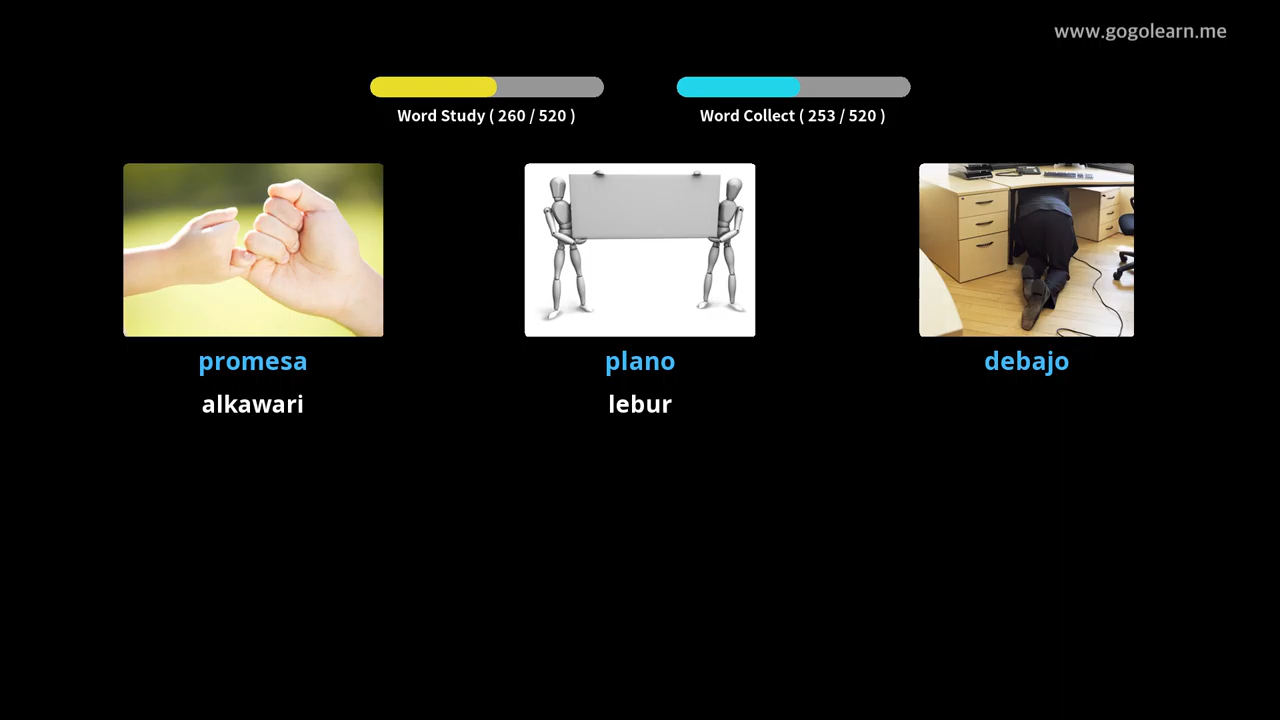 www.gogolearn.me
Word Study ( 260 / 520 )
Word Collect ( 253 / 520 )
promesa
plano
debajo
alkawari
lebur